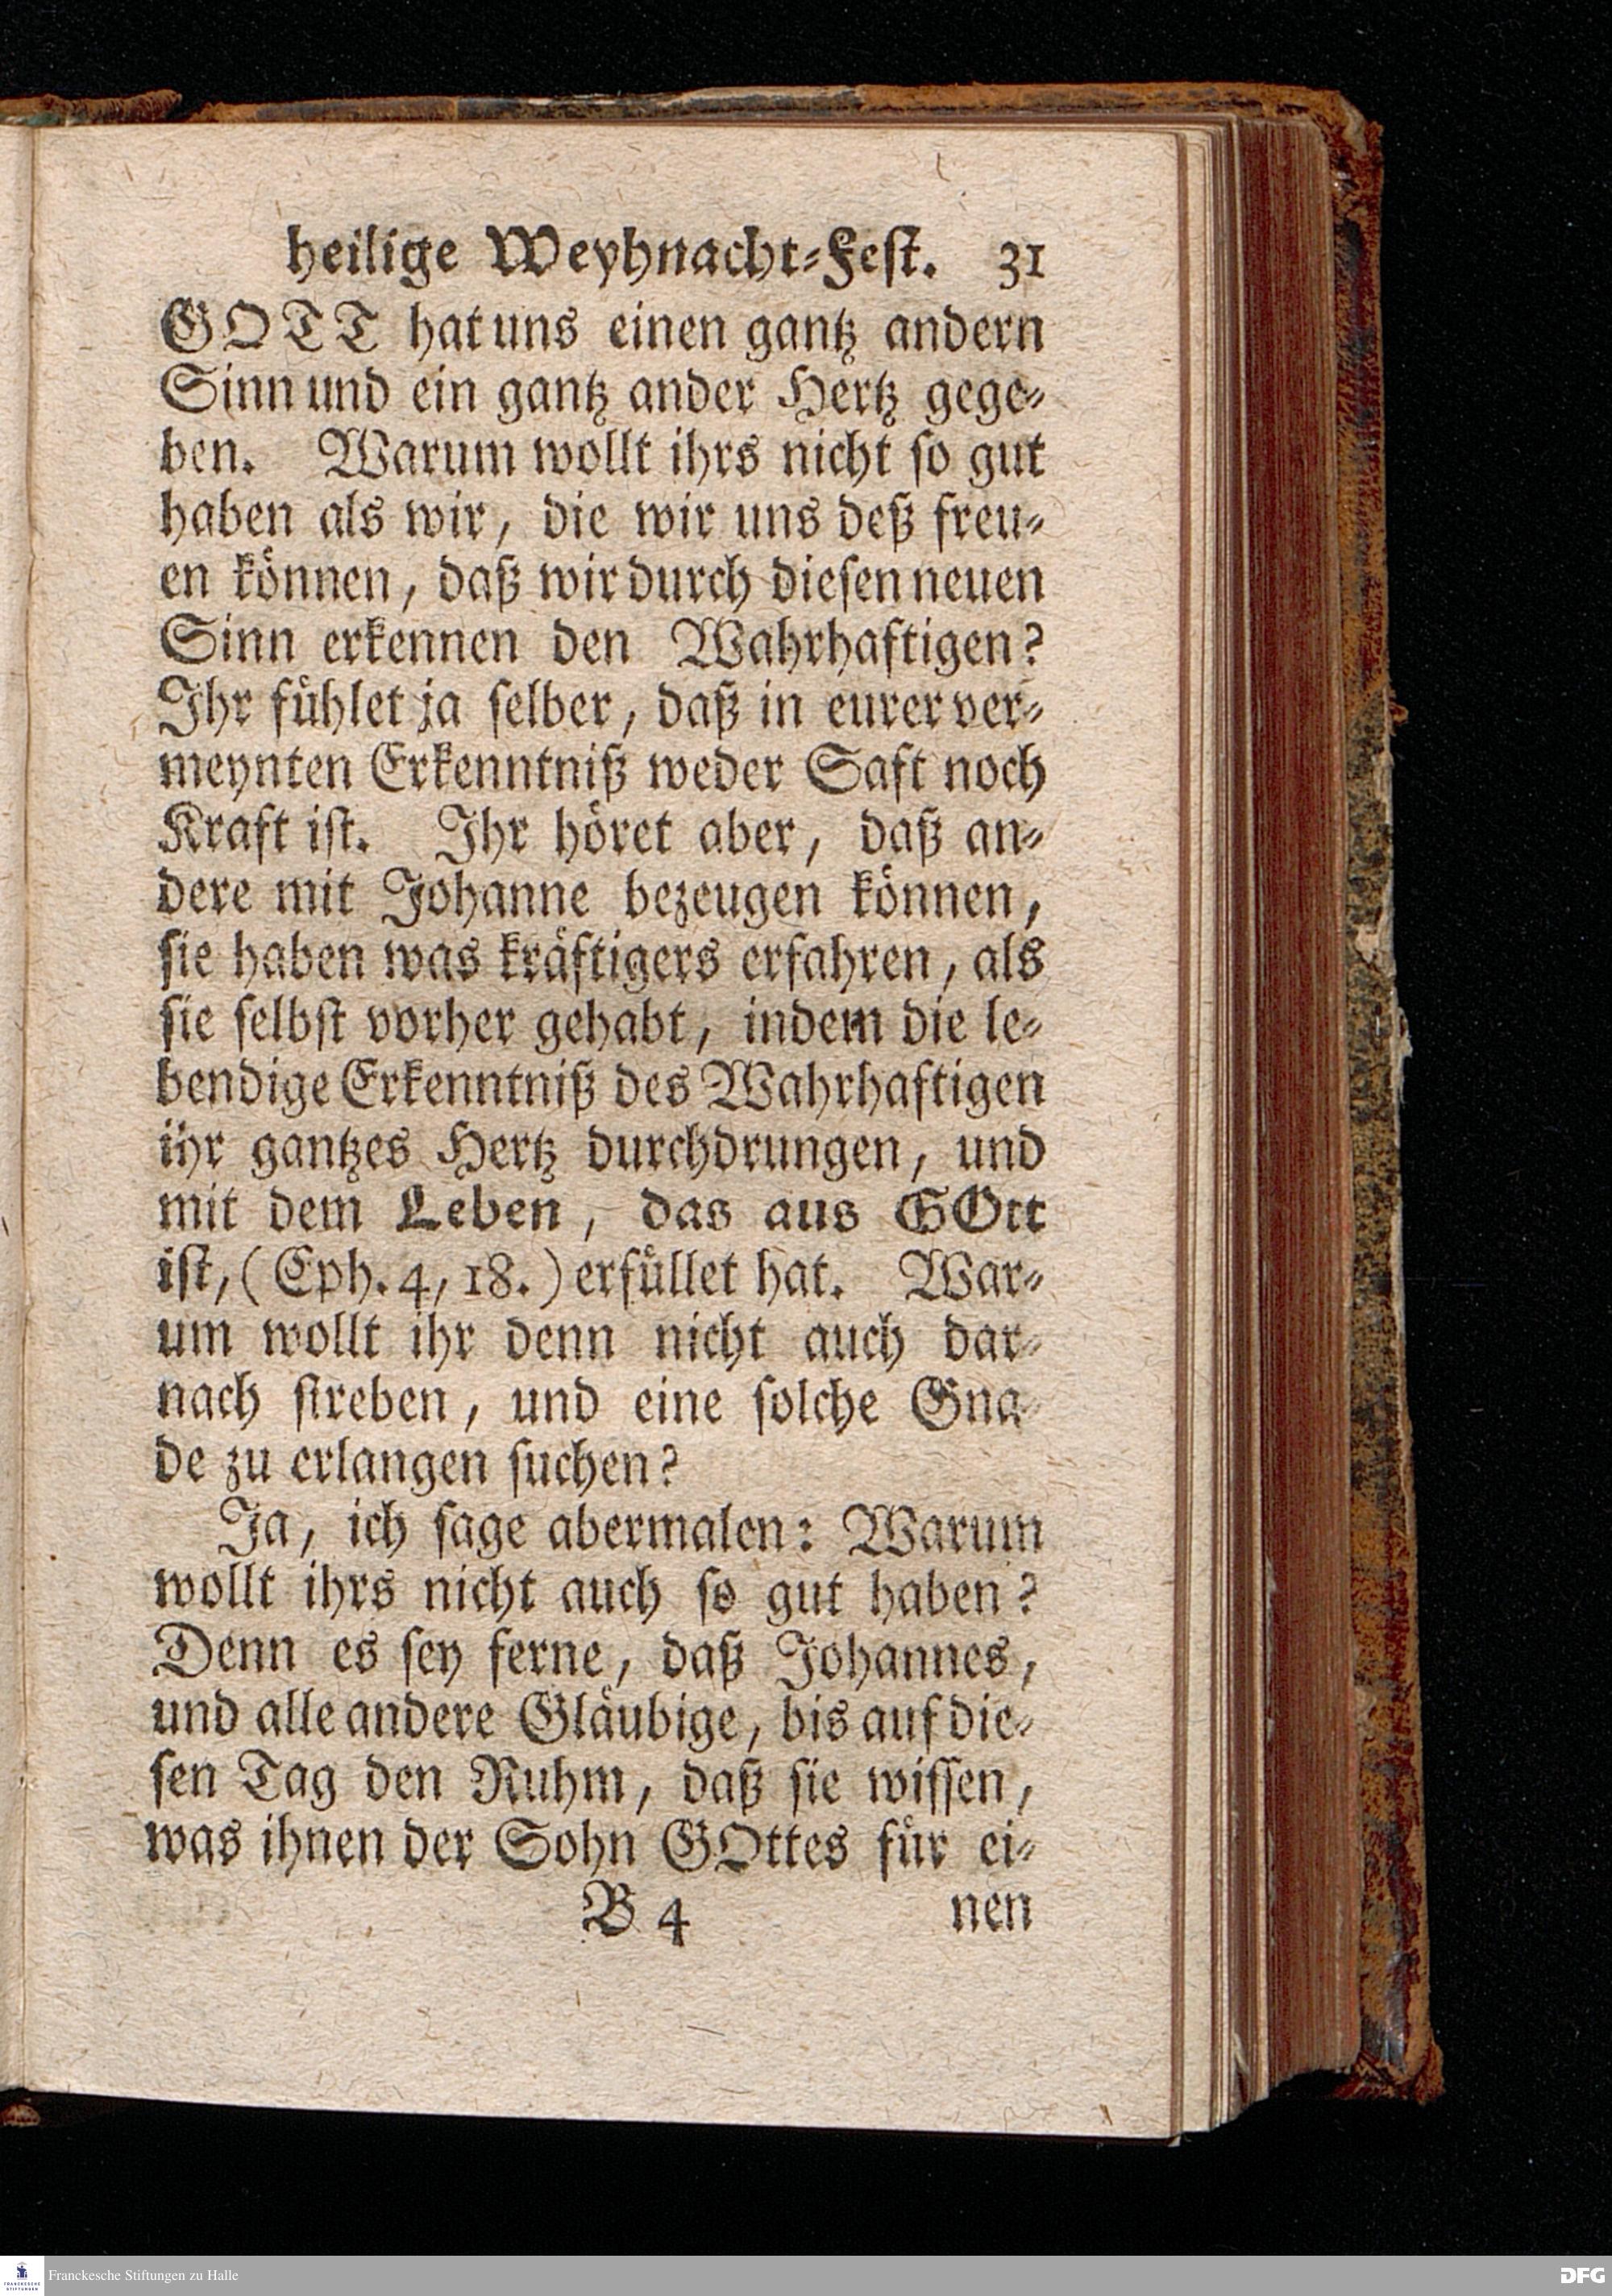 heilige Weyhnacht-Fest. 31
GOTT hat uns einen gantz andern
Sinn und ein gantz ander Hertz gege-
ben. Warum wollt ihrs nicht so gut
haben als wir, die wir uns deß freu-
en können, daß wir durch diesen neuen
Sinn erkennen den Wahrhaftigen?
Ihr fühlet ja selber, daß in eurer ver-
meynten Erkenntniß weder Saft noch
Kraft ist. Ihr höret aber, daß an-
dere mit Johanne bezeugen können,
sie haben was kräftigers erfahren, als
sie selbst vorher gehabt, indem die le-
bendige Erkenntniß des Wahrhaftigen
ihr gantzes Hertz durchdrungen, und
mit dem Leben, das aus GOtt
ist, (Eph. 4, 18.) erfüllet hat. War-
um wollt ihr denn nicht auch dar-
nach streben, und eine solche Gna-
de zu erlangen suchen?
Ja, ich sage abermalen: Warum
wollt ihrs nicht auch so gut haben?
Denn es sey ferne, daß Johannes,
und alle andere Gläubige, bis auf die-
sen Tag den Ruhm, daß sie wissen,
was ihnen der Sohn GOttes für ei-
B 4 nen
FRANCKESCHE
STIFTUNGEN
Franckesche Stiftungen zu Halle
DFG